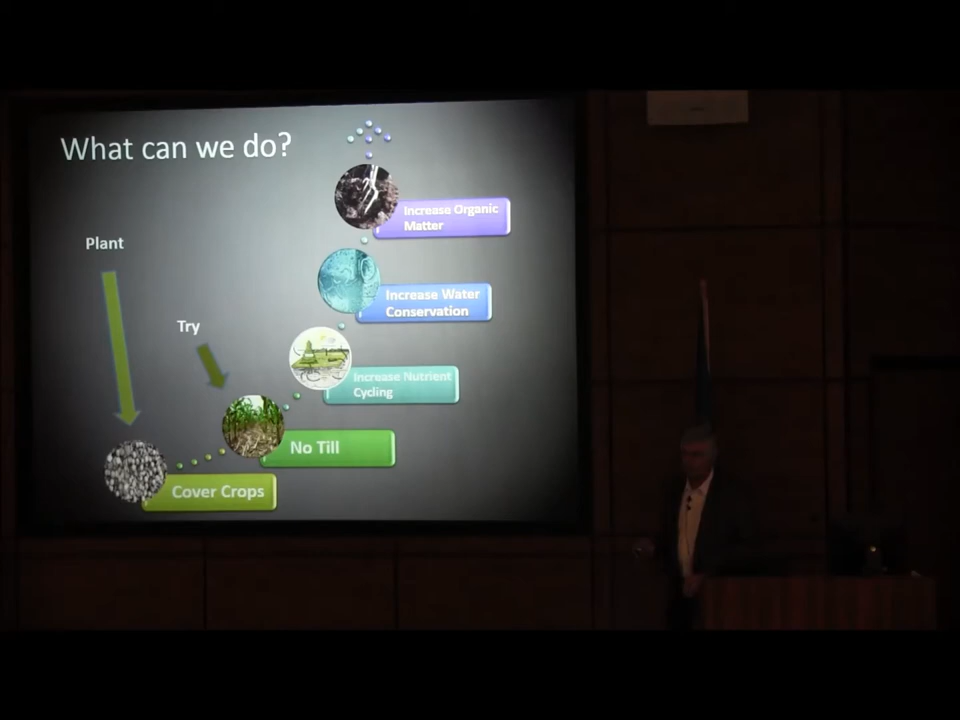 What can we do?
Plant
Try
Increase Organic
Matter
Increase Water
Conservation
Increase Nutrient
Cycling
No Till
Cover Crops